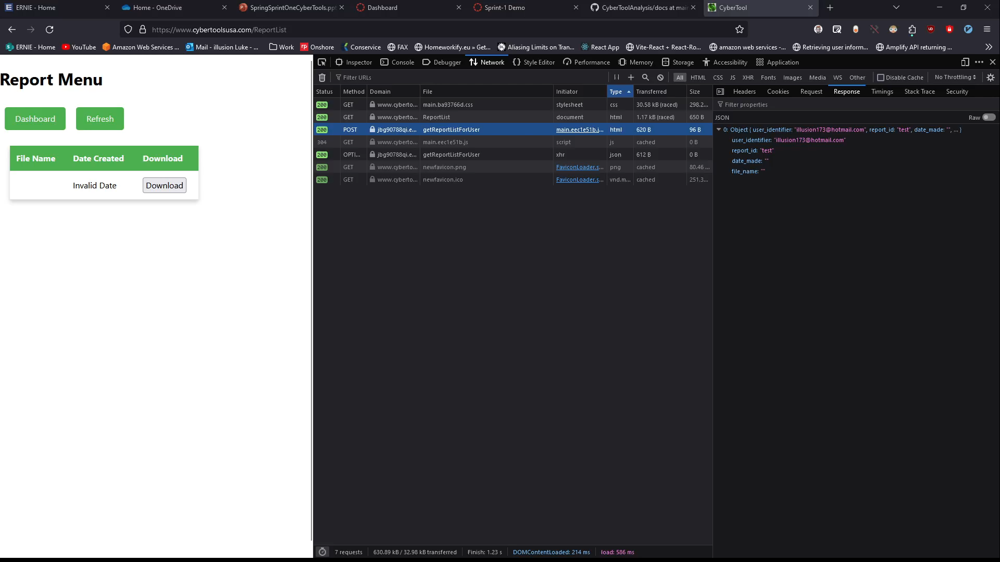 ERNIE - Home
Home - OneDrive
SpringSprintOneCyberTools.ppt
Dashboard
Sprint-1 Demo
CyberToolAnalysis/docs at mai
CyberTool
https://www.cybertoolsusa.com/ReportList
ERNIE - Home
YouTube
Amazon Web Services ...
Mail - illusion Luke - ...
Work
Onshore
Conservice
FAX
Homeworkify.eu » Get...
Aliasing Limits on Tran...
React App
Vite-React + React-Ro...
amazon web services -...
Retrieving user inform...
Amplify API returning ...
Report Menu
Dashboard Refresh
File Name Date Created Download
Invalid Date Download
Inspector Console Debugger Network Style Editor Performance Memory Storage Accessibility Application
Filter URLs
All HTML CSS JS XHR Fonts Images Media WS Other Disable Cache No Throttling
Status Method Domain File Initiator Type Transferred Size
200 GET www.cyberto... main.ba93766d.css stylesheet css 30.58 kB (raced) 298.2...
200 GET www.cyberto... ReportList document html 1.17 kB (raced) 650 B
200 POST jbg90788qi.e... getReportListForUser main.eec1e51b.j... html 620 B 96 B
304 GET www.cyberto... main.eec1e51b.js script js cached 0 B
200 OPTI... jbg90788qi.e... getReportListForUser xhr json 612 B 0 B
200 GET www.cyberto... newfavicon.png FaviconLoader.s... png cached 80.46 ...
200 GET www.cyberto... newfavicon.ico FaviconLoader.s... vnd.m... cached 251.3...
Headers Cookies Request Response Timings Stack Trace Security
Filter properties
JSON Raw
0: Object { user_identifier: "illusion173@hotmail.com", report_id: "test", date_made: "", ... }
user_identifier: "illusion173@hotmail.com"
report_id: "test"
date_made: ""
file_name: ""
7 requests 630.89 kB / 32.98 kB transferred Finish: 1.23 s DOMContentLoaded: 214 ms load: 586 ms